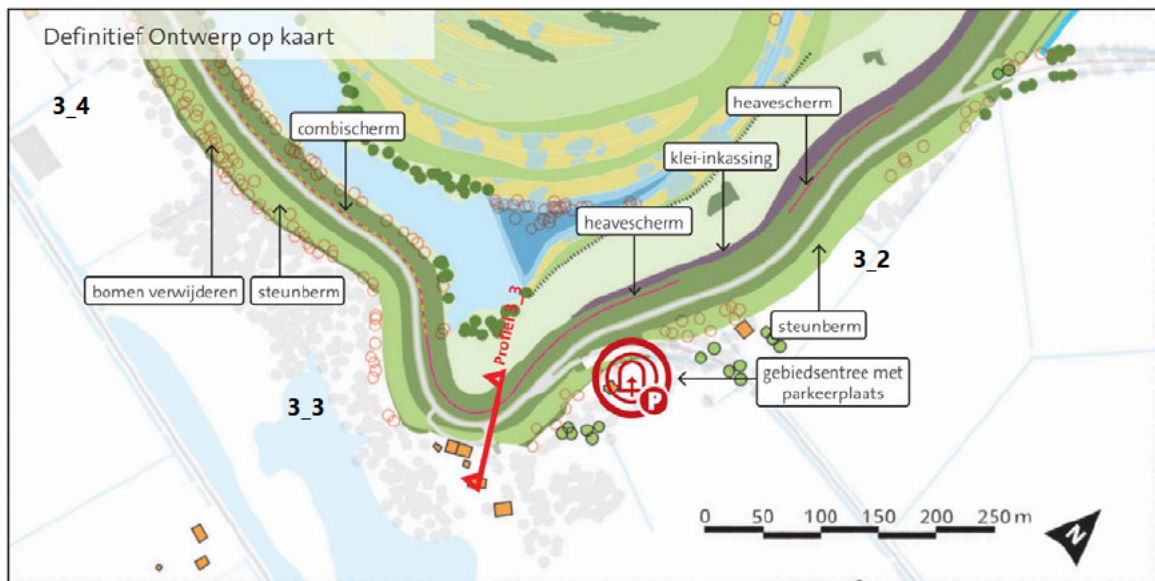 Definitief Ontwerp op kaart
3_4
combischerm
heavescherm
klei-inkassing
heavescherm
3_2
bomen verwijderen
steunberm
steunberm
Profiel 3_3
gebiedsentree met
parkeerplaats
P
3_3
0 50 100 150 200 250 m
N